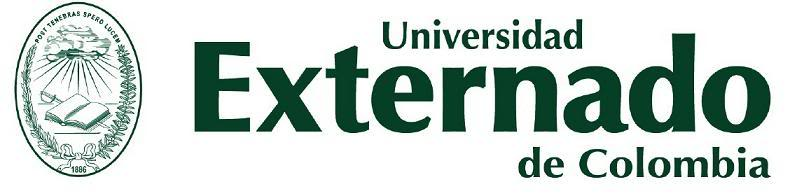 POST TENEBRAS SPERO LUCEM
1886
Universidad
Externado
de Colombia